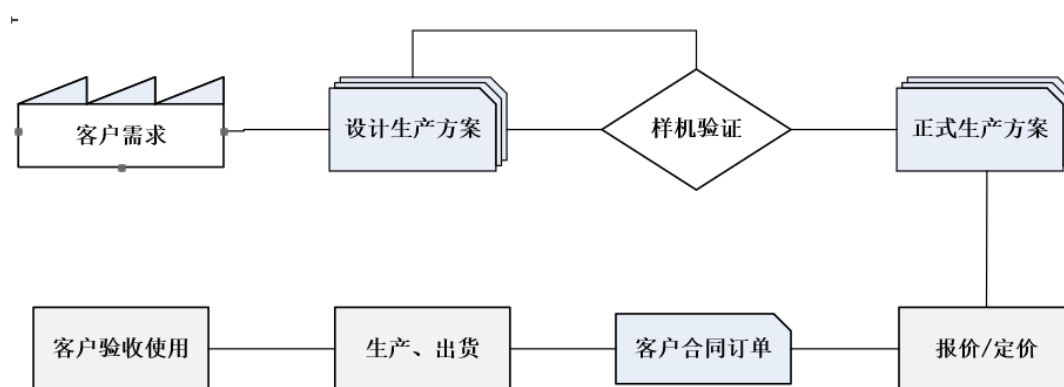 客户需求
设计生产方案
样机验证
正式生产方案
客户验收使用
生产、出货
客户合同订单
报价/定价